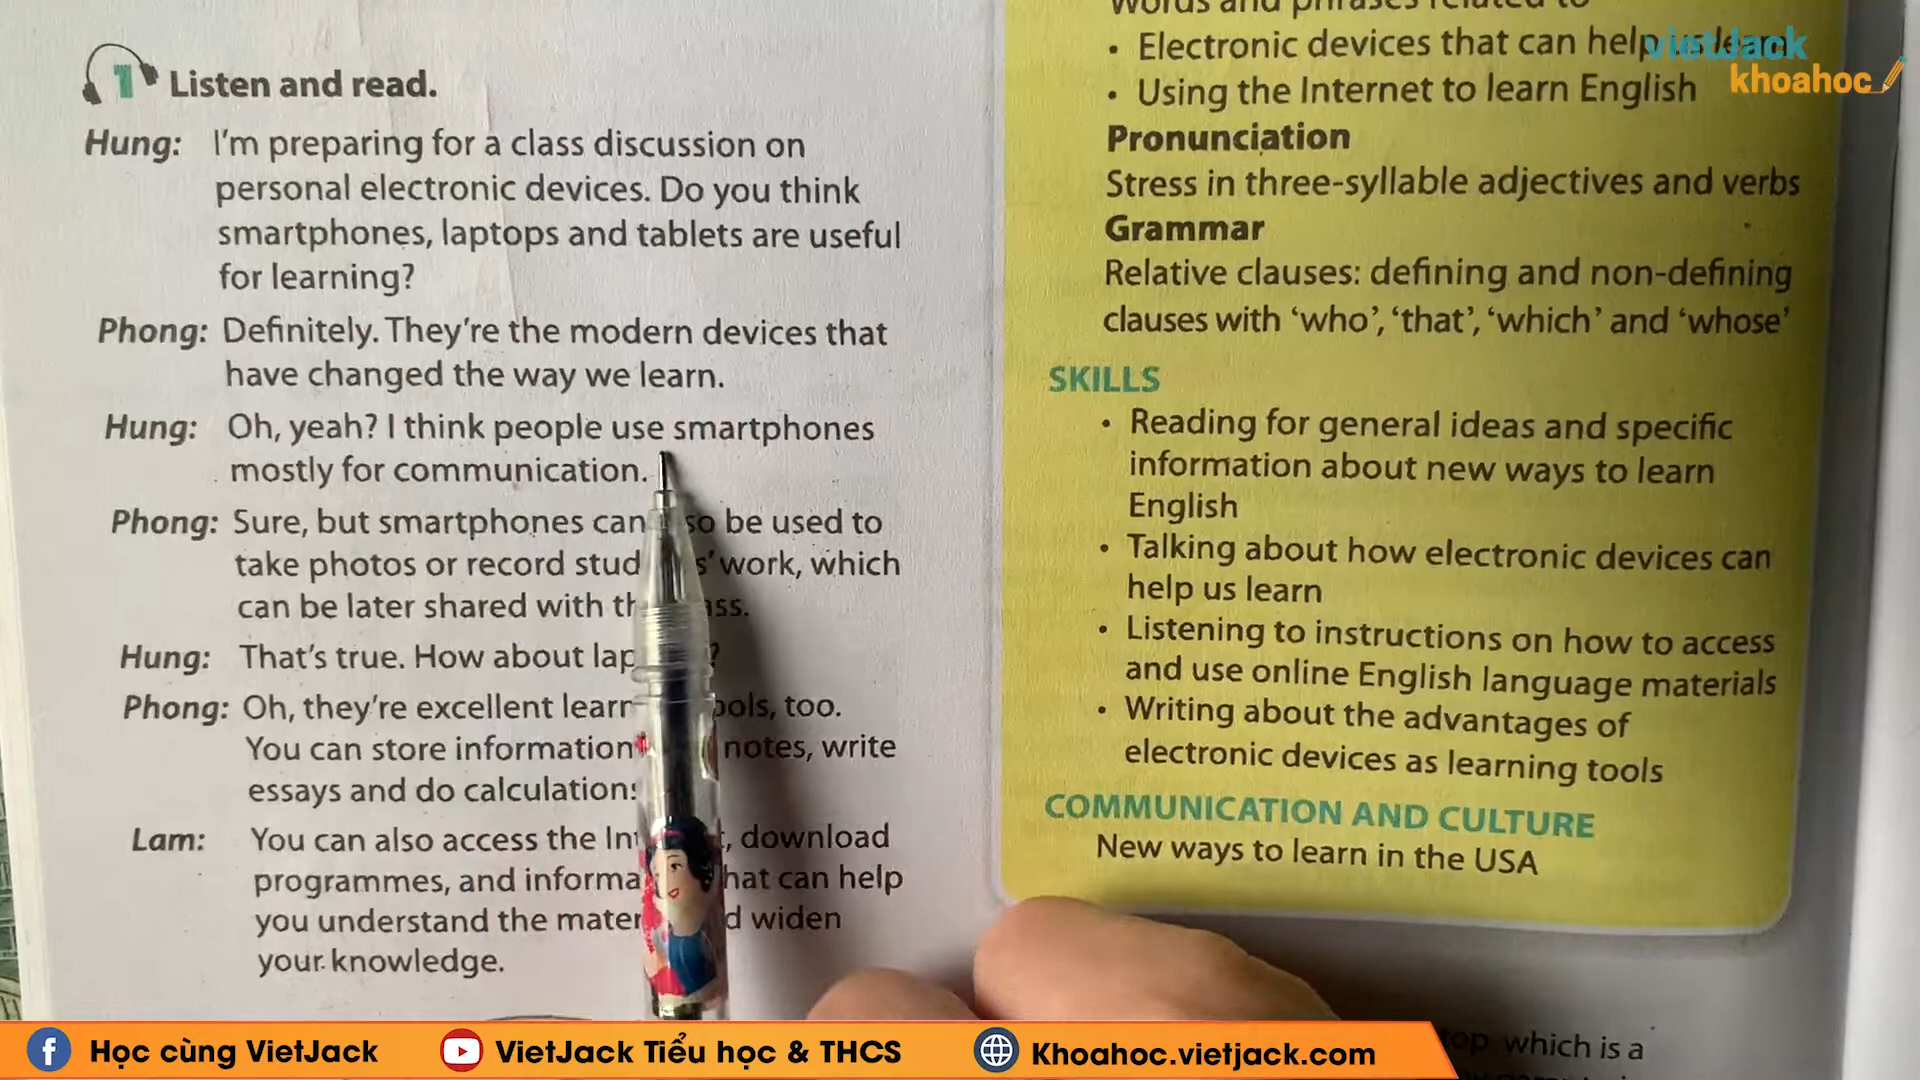 1 Listen and read.
Hung: I'm preparing for a class discussion on
personal electronic devices. Do you think
smartphones, laptops and tablets are useful
for learning?
Phong: Definitely. They're the modern devices that
have changed the way we learn.
Hung: Oh, yeah? I think people use smartphones
mostly for communication.
Phong: Sure, but smartphones can be used to
take photos or record work, which
can be later shared with
Hung: That's true. How about
Phong: Oh, they're excellent too.
You can store information notes, write
essays and do calculations
Lam: You can also access the download
programmes, and can help
you understand the widen
your knowledge.
Words and phrases related to
• Electronic devices that can help
• Using the Internet to learn English
Pronunciation
Stress in three-syllable adjectives and verbs
Grammar
Relative clauses: defining and non-defining
clauses with ‘who’, ‘that’, ‘which’ and ‘whose’
SKILLS
• Reading for general ideas and specific
information about new ways to learn
English
• Talking about how electronic devices can
help us learn
• Listening to instructions on how to access
and use online English language materials
• Writing about the advantages of
electronic devices as learning tools
COMMUNICATION AND CULTURE
New ways to learn in the USA
which is a
vietJack
khoahoc
Học cùng VietJack
VietJack Tiểu học & THCS
Khoahoc.vietjack.com